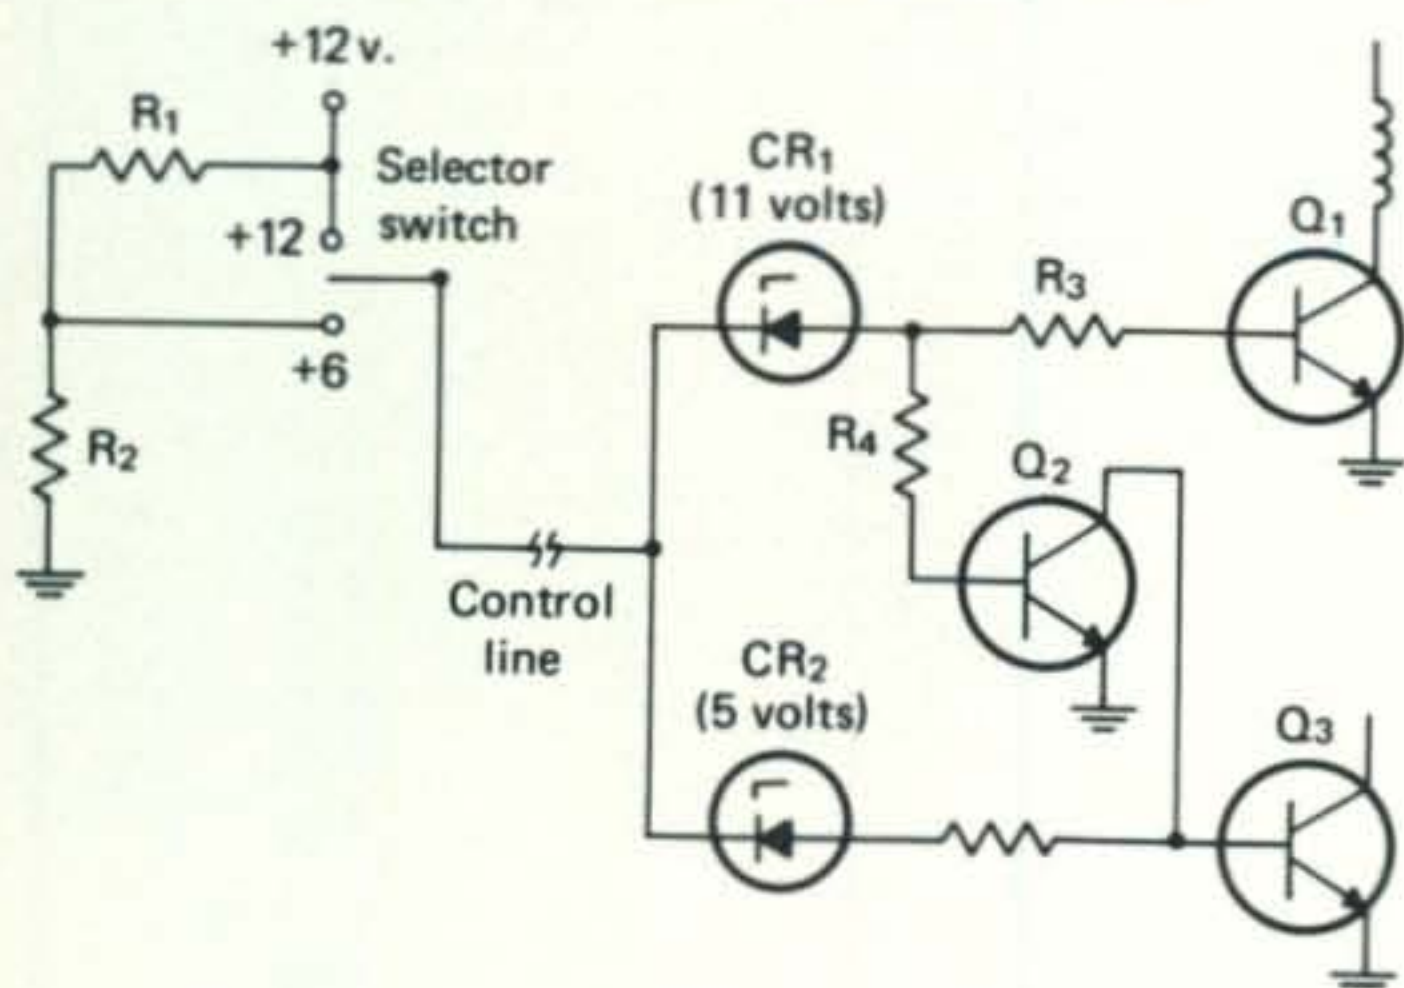 +12 v.
R₁
Selector
switch
+12
+6
R₂
Control
line
CR₁
(11 volts)
R₃
Q₁
R₄
Q₂
CR₂
(5 volts)
Q₃